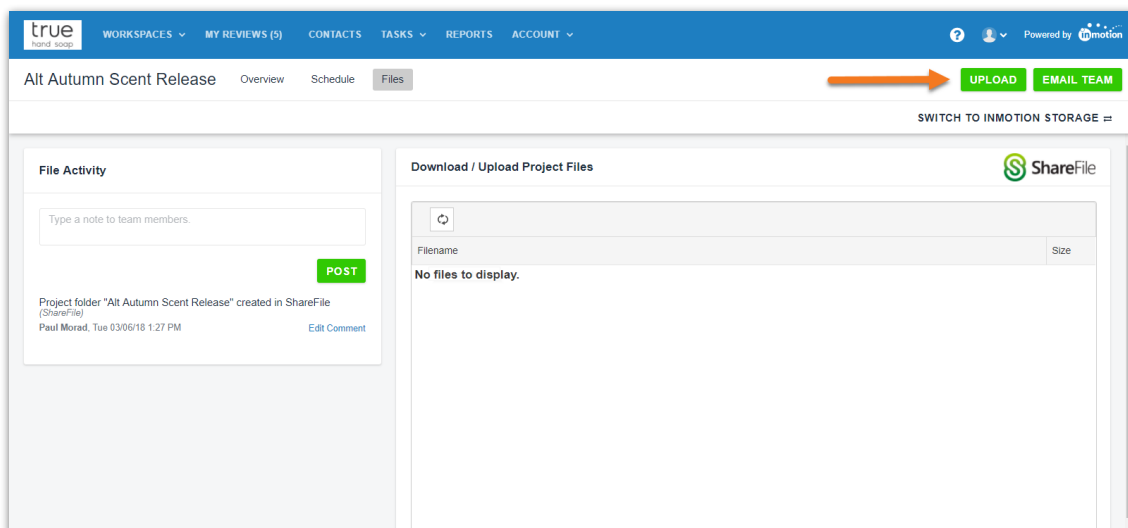 true
hand soap
WORKSPACES MY REVIEWS (5) CONTACTS TASKS REPORTS ACCOUNT ? Powered by inmotion
Alt Autumn Scent Release Overview Schedule Files UPLOAD EMAIL TEAM
SWITCH TO INMOTION STORAGE
File Activity
Type a note to team members.
POST
Project folder "Alt Autumn Scent Release" created in ShareFile
(ShareFile)
Paul Morad, Tue 03/06/18 1:27 PM Edit Comment
Download / Upload Project Files ShareFile
Filename Size
No files to display.